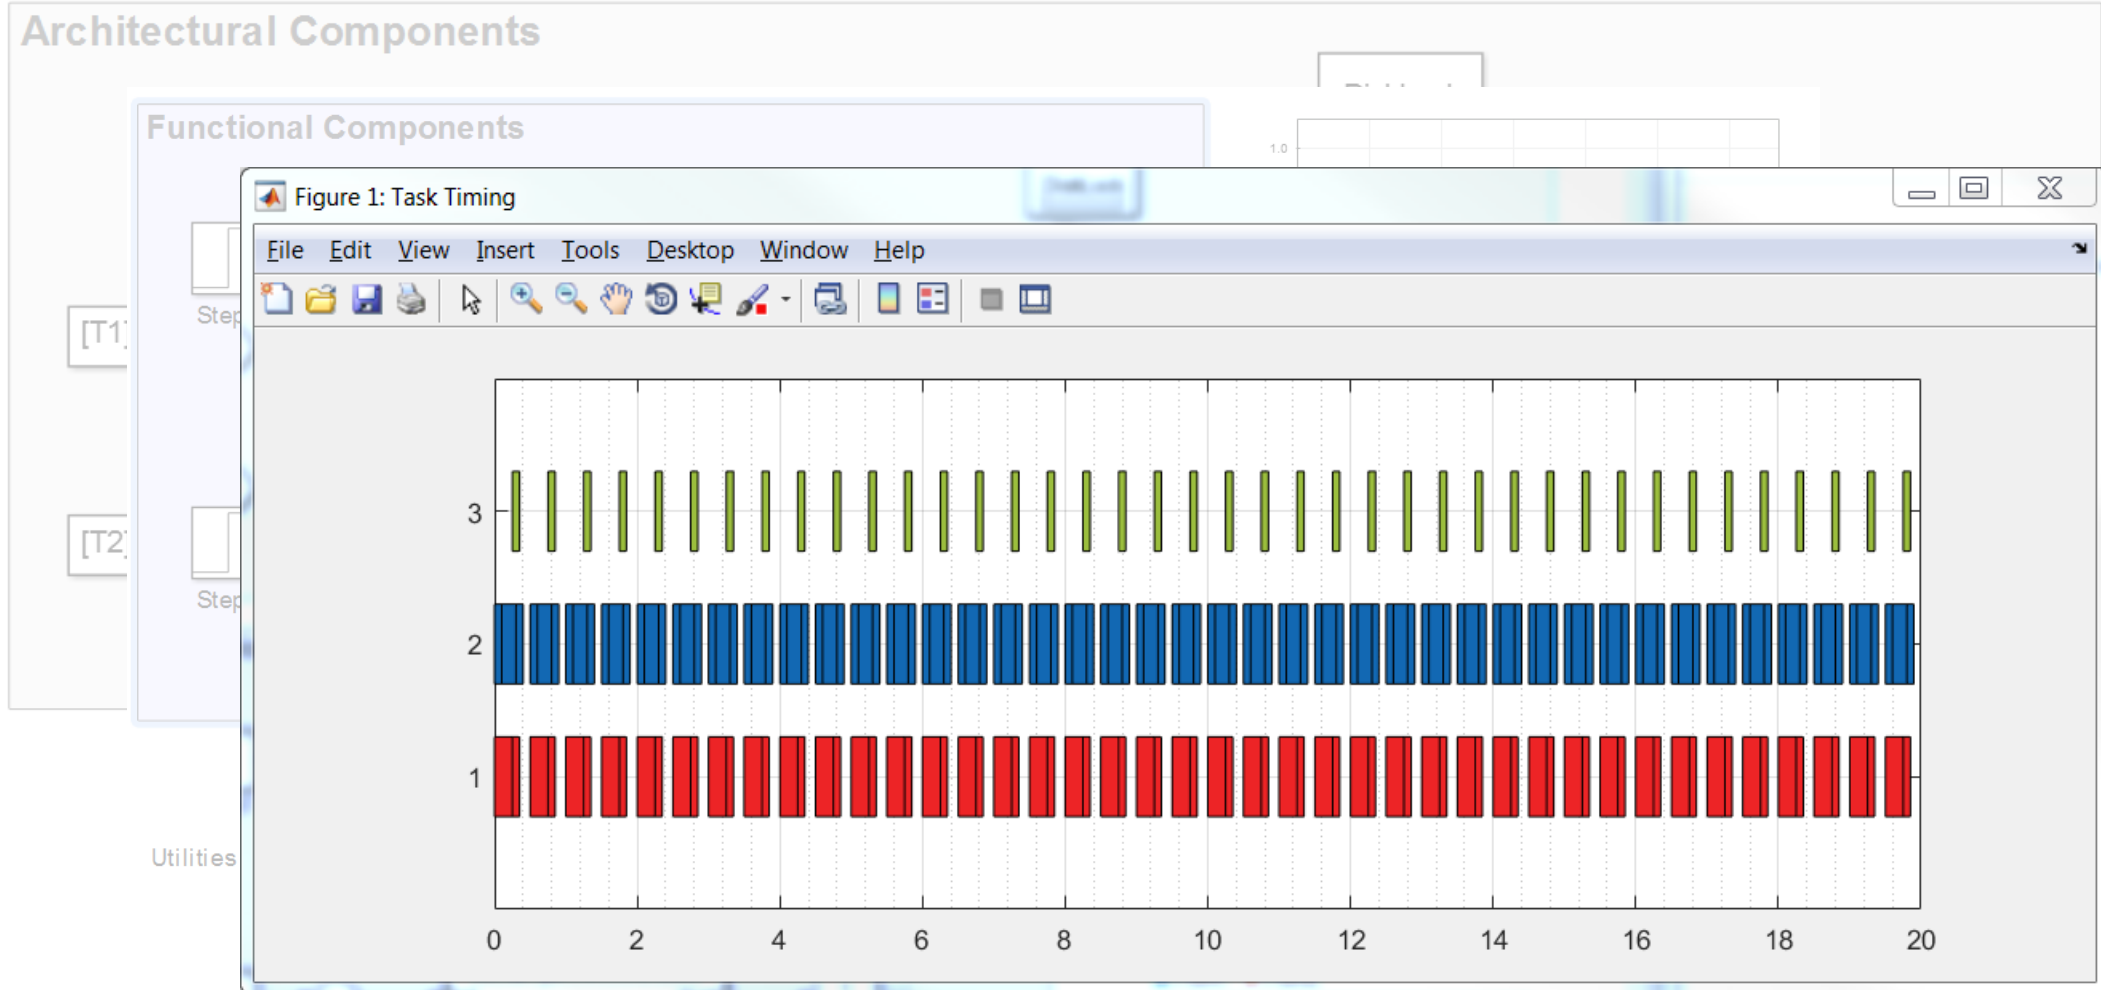 Architectural Components
Functional Components
1.0
Figure 1: Task Timing
File Edit View Insert Tools Desktop Window Help
Step
[T1]
3
[T2]
Step
2
1
Utilities
0 2 4 6 8 10 12 14 16 18 20